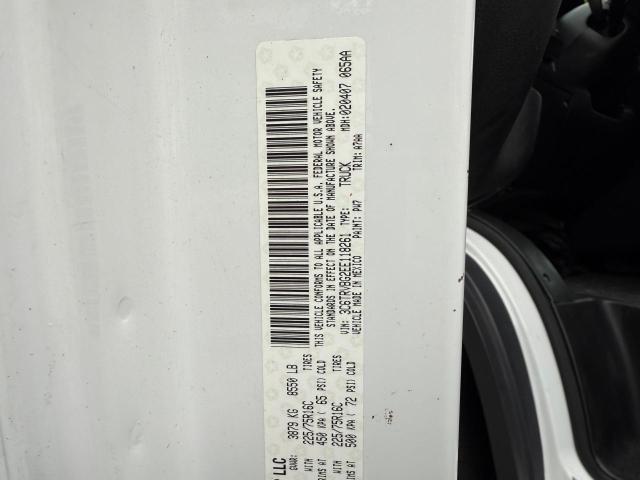 P LLC
GVWR: 3879 KG 8550 LB
WITH 225/75R16C TIRES
RIMS AT 450 KPA ( 65 PSI) COLD
WITH 225/75R16C TIRES
RIMS AT 500 KPA ( 72 PSI) COLD
THIS VEHICLE CONFORMS TO ALL APPLICABLE U.S.A. FEDERAL MOTOR VEHICLE SAFETY
STANDARDS IN EFFECT ON THE DATE OF MANUFACTURE SHOWN ABOVE.
VIN: 3C6TRVBG2EE118261 TYPE: TRUCK MDH:020407 065AA
VEHICLE MADE IN MEXICO PAINT: PW7 TRIM: A7AA